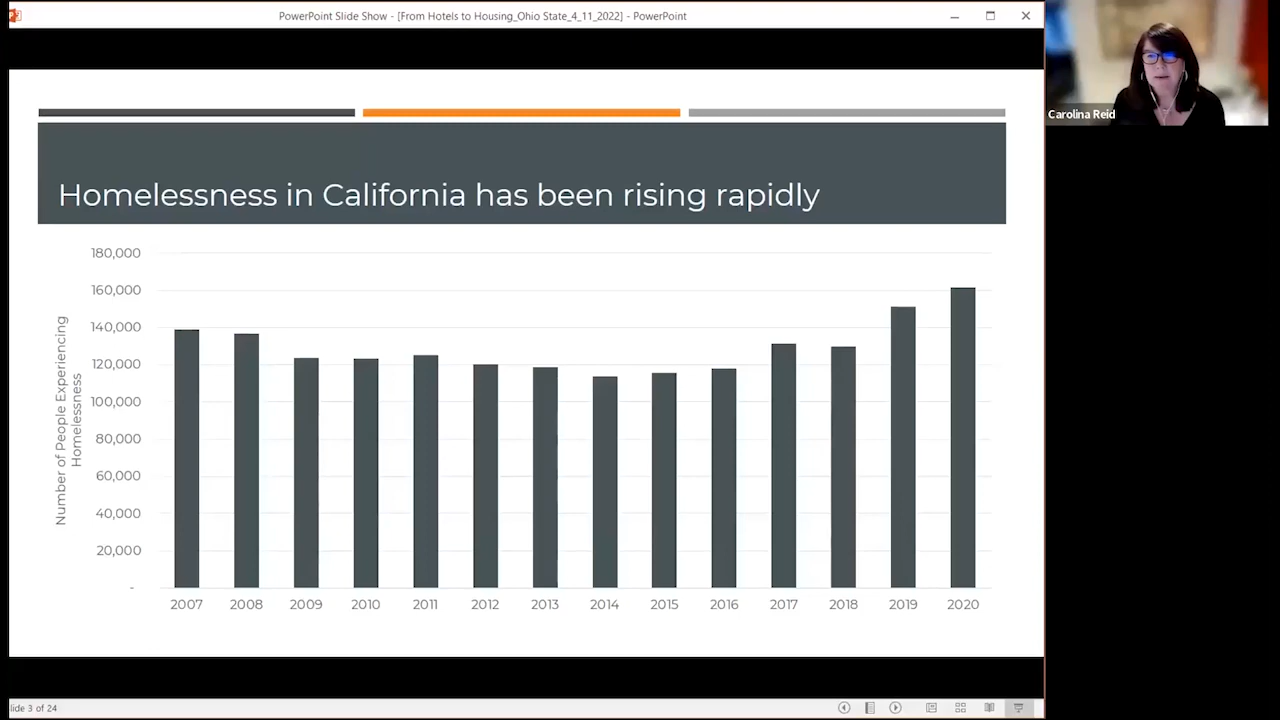 PowerPoint Slide Show - [From Hotels to Housing_Ohio State_4_11_2022] - PowerPoint
Carolina Reid
Homelessness in California has been rising rapidly
Number of People Experiencing
Homelessness
180,000
160,000
140,000
120,000
100,000
80,000
60,000
40,000
20,000
-
2007 2008 2009 2010 2011 2012 2013 2014 2015 2016 2017 2018 2019 2020
lide 3 of 24